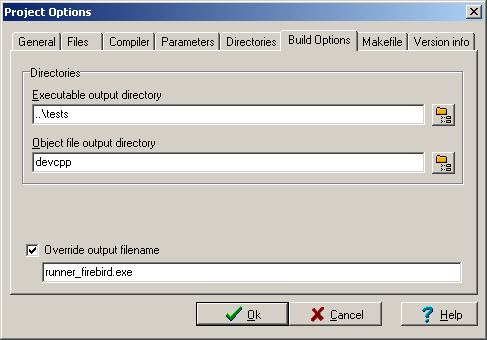 Project Options
General Files Compiler Parameters Directories Build Options Makefile Version info
Directories
Executable output directory
..\tests
Object file output directory
devcpp
Override output filename
runner_firebird.exe
Ok Cancel Help